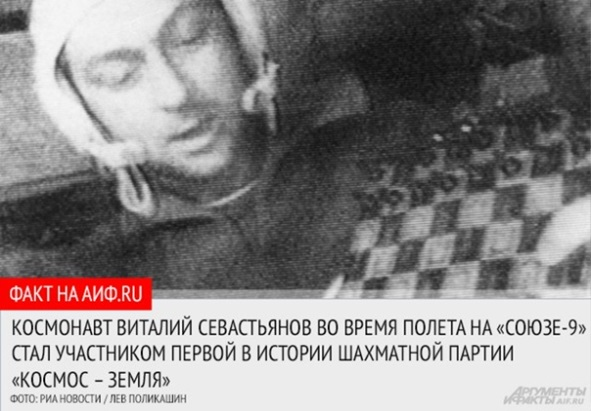 ФАКТ НА АИФ.RU
КОСМОНАВТ ВИТАЛИЙ СЕВАСТЬЯНОВ ВО ВРЕМЯ ПОЛЕТА НА «СОЮЗЕ-9»
СТАЛ УЧАСТНИКОМ ПЕРВОЙ В ИСТОРИИ ШАХМАТНОЙ ПАРТИИ
«КОСМОС – ЗЕМЛЯ»
ФОТО: РИА НОВОСТИ / ЛЕВ ПОЛИКАШИН
АРГУМЕНТЫ
И ФАКТЫ AIF.RU